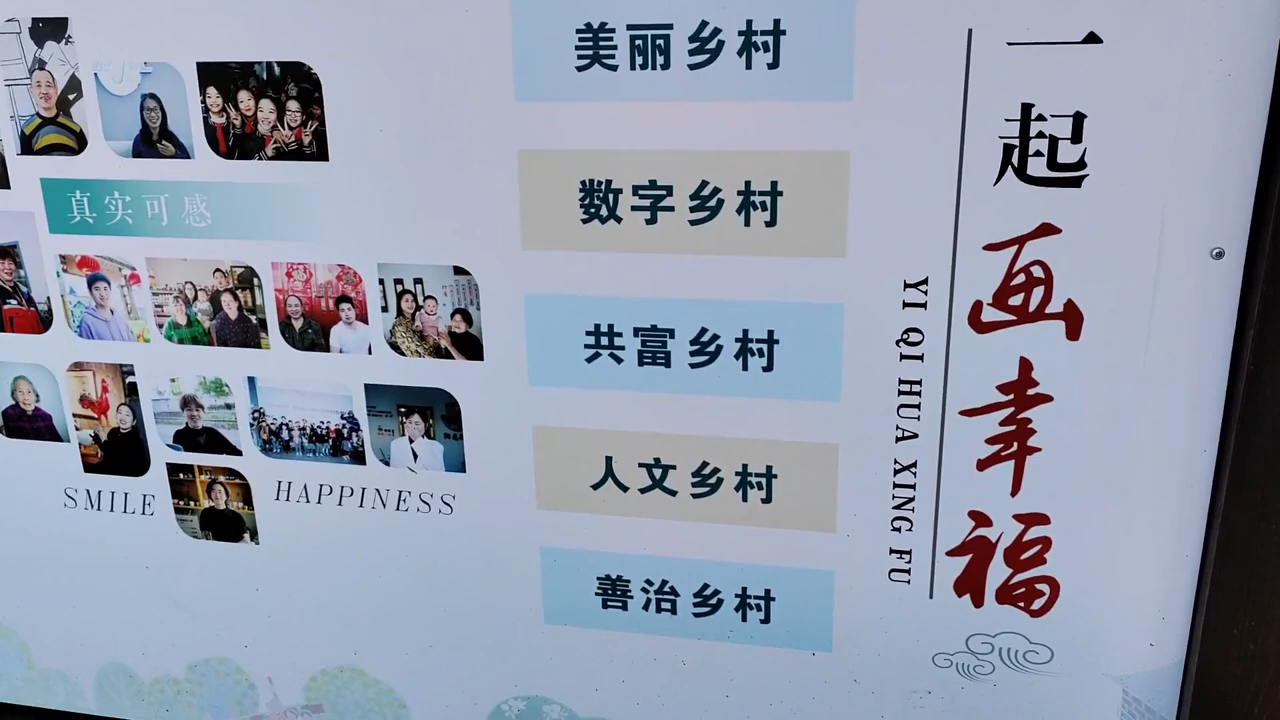 真实可感
SMILE HAPPINESS
美丽乡村
数字乡村
共富乡村
人文乡村
善治乡村
一起画幸福
YI QI HUA XING FU